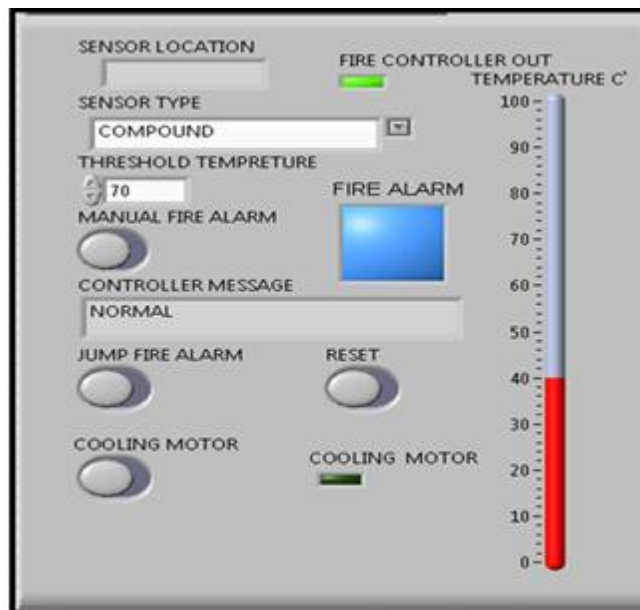 SENSOR LOCATION
FIRE CONTROLLER OUT
TEMPERATURE C'
SENSOR TYPE
COMPOUND
THRESHOLD TEMPRETURE
70
FIRE ALARM
MANUAL FIRE ALARM
CONTROLLER MESSAGE
NORMAL
JUMP FIRE ALARM
RESET
COOLING MOTOR
COOLING MOTOR
100
90
80
70
60
50
40
30
20
10
0